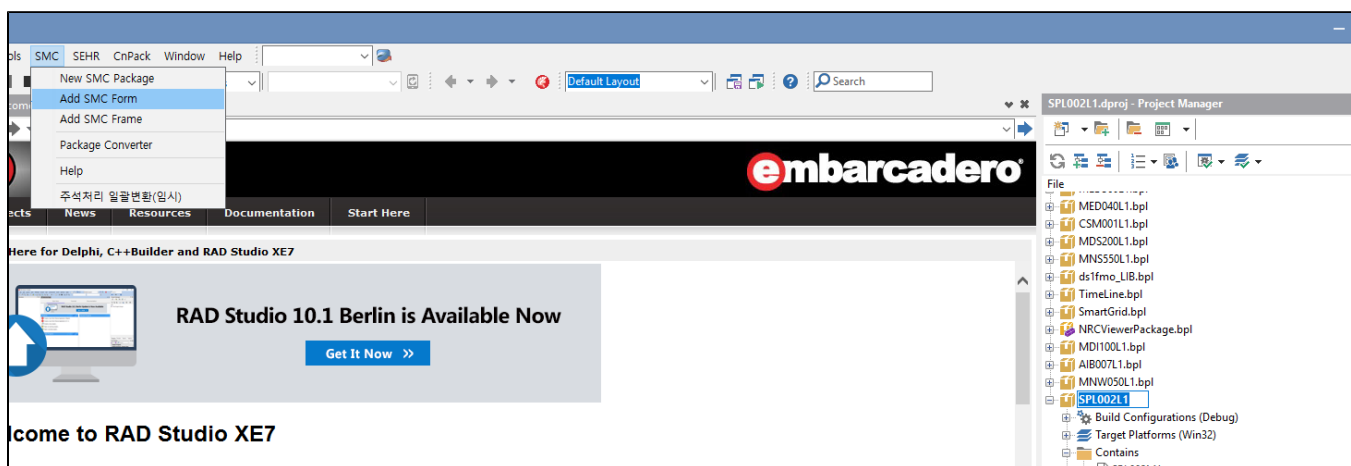 SMC SEHR CnPack Window Help
New SMC Package
Default Layout
Search
Add SMC Form
SPL002L1.dproj - Project Manager
Add SMC Frame
Package Converter
Help
주석처리 일괄변환(임시)
embarcadero
News Resources Documentation Start Here
Here for Delphi, C++Builder and RAD Studio XE7
RAD Studio 10.1 Berlin is Available Now
Get It Now »
lcome to RAD Studio XE7
File
MED040L1.bpl
CSM001L1.bpl
MDS200L1.bpl
MNS550L1.bpl
ds1fmo_LIB.bpl
TimeLine.bpl
SmartGrid.bpl
NRCViewerPackage.bpl
MDI100L1.bpl
AIB007L1.bpl
MNW050L1.bpl
SPL002L1
Build Configurations (Debug)
Target Platforms (Win32)
Contains